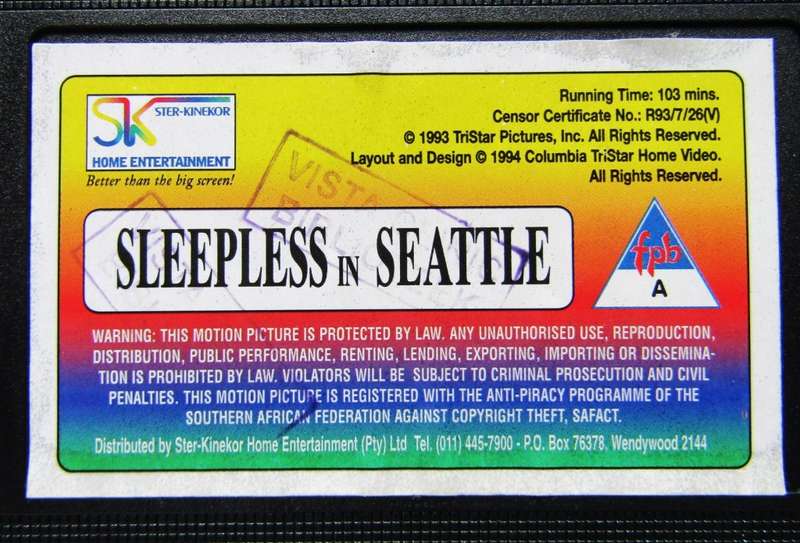 SK STER-KINEKOR
HOME ENTERTAINMENT
Better than the big screen!
Running Time: 103 mins.
Censor Certificate No.: R93/7/26(V)
© 1993 TriStar Pictures, Inc. All Rights Reserved.
Layout and Design © 1994 Columbia TriStar Home Video.
All Rights Reserved.
SLEEPLESS IN SEATTLE
fpb
A
VISTA
WARNING: THIS MOTION PICTURE IS PROTECTED BY LAW. ANY UNAUTHORISED USE, REPRODUCTION,
DISTRIBUTION, PUBLIC PERFORMANCE, RENTING, LENDING, EXPORTING, IMPORTING OR DISSEMINA-
TION IS PROHIBITED BY LAW. VIOLATORS WILL BE SUBJECT TO CRIMINAL PROSECUTION AND CIVIL
PENALTIES. THIS MOTION PICTURE IS REGISTERED WITH THE ANTI-PIRACY PROGRAMME OF THE
SOUTHERN AFRICAN FEDERATION AGAINST COPYRIGHT THEFT, SAFACT.
Distributed by Ster-Kinekor Home Entertainment (Pty) Ltd Tel. (011) 445-7900 - P.O. Box 76378, Wendywood 2144